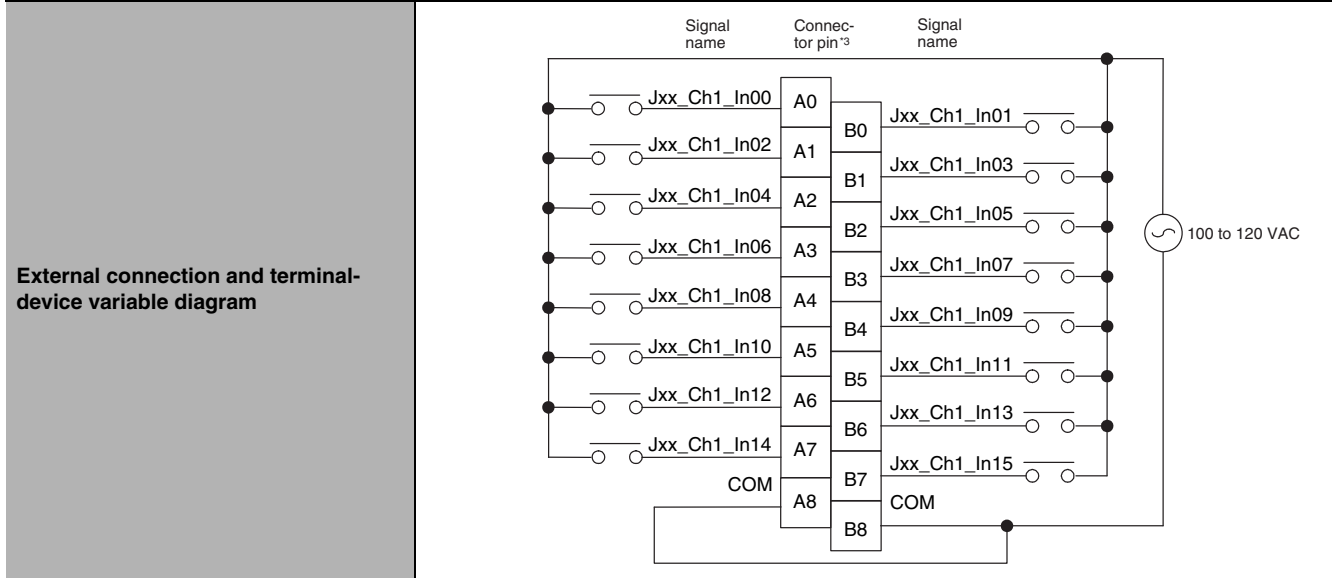 External connection and terminal-
device variable diagram
Signal
name
Connec-
tor pin*3
Signal
name
Jxx_Ch1_In00
A0
B0
Jxx_Ch1_In01
Jxx_Ch1_In02
A1
B1
Jxx_Ch1_In03
Jxx_Ch1_In04
A2
B2
Jxx_Ch1_In05
Jxx_Ch1_In06
A3
B3
Jxx_Ch1_In07
Jxx_Ch1_In08
A4
B4
Jxx_Ch1_In09
Jxx_Ch1_In10
A5
B5
Jxx_Ch1_In11
Jxx_Ch1_In12
A6
B6
Jxx_Ch1_In13
Jxx_Ch1_In14
A7
B7
Jxx_Ch1_In15
COM
A8
B8
COM
100 to 120 VAC